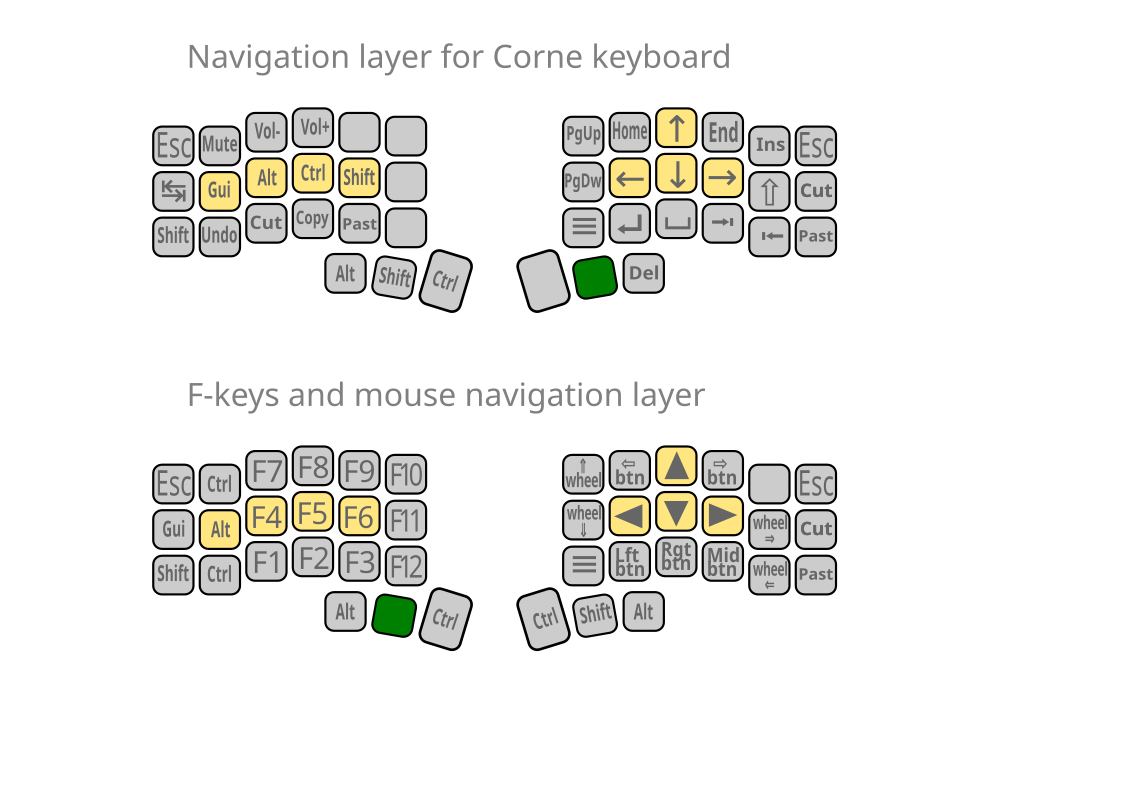 Navigation layer for Corne keyboard
Esc Mute Vol- Vol+ PgUp Home ↑ End Ins Esc
↹ Gui Alt Ctrl Shift PgDw ← ↓ → ⇧ Cut
Shift Undo Cut Copy Past ☰ ↵ ⎵ ⇥ ⇤ Past
Alt Shift Ctrl Del
F-keys and mouse navigation layer
Esc Ctrl F7 F8 F9 F10 ⇑ wheel ⇦ btn ▲ ⇨ btn Esc
Gui Alt F4 F5 F6 F11 wheel ⇓ ◀ ▼ ▶ wheel ⇒ Cut
Shift Ctrl F1 F2 F3 F12 ☰ Lft btn Rgt btn Mid btn wheel ⇐ Past
Alt Ctrl Ctrl Shift Alt